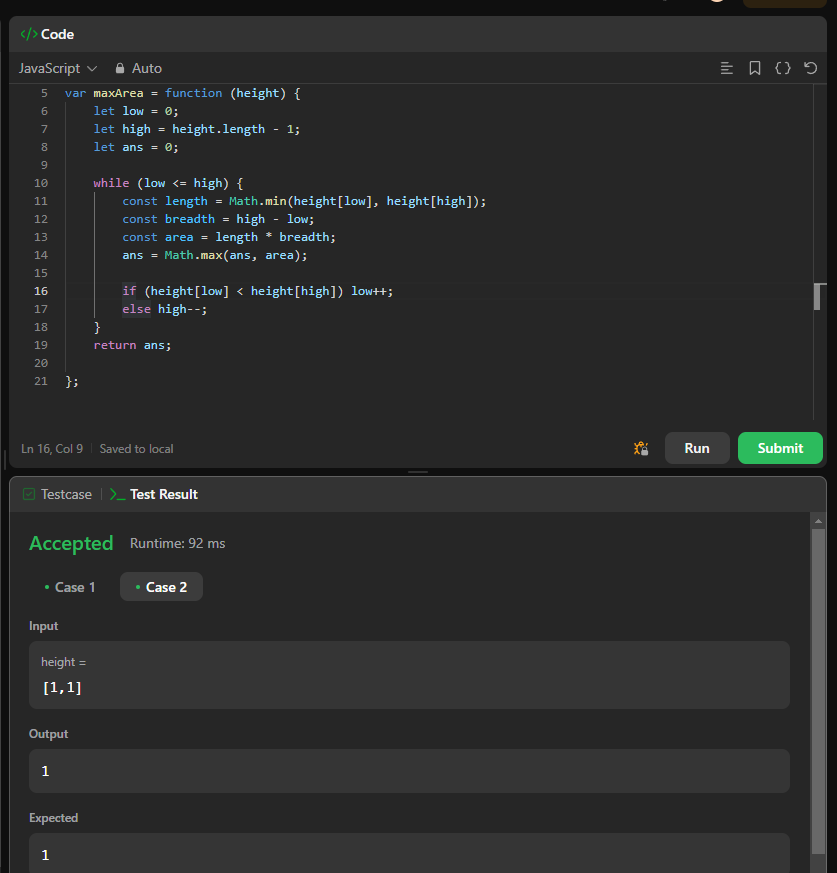 </> Code
JavaScript Auto
5 var maxArea = function (height) {
6 let low = 0;
7 let high = height.length - 1;
8 let ans = 0;
9
10 while (low <= high) {
11 const length = Math.min(height[low], height[high]);
12 const breadth = high - low;
13 const area = length * breadth;
14 ans = Math.max(ans, area);
15
16 if (height[low] < height[high]) low++;
17 else high--;
18 }
19 return ans;
20
21 };
Ln 16, Col 9 Saved to local
Run Submit
Testcase >_ Test Result
Accepted Runtime: 92 ms
• Case 1 • Case 2
Input
height =
[1,1]
Output
1
Expected
1